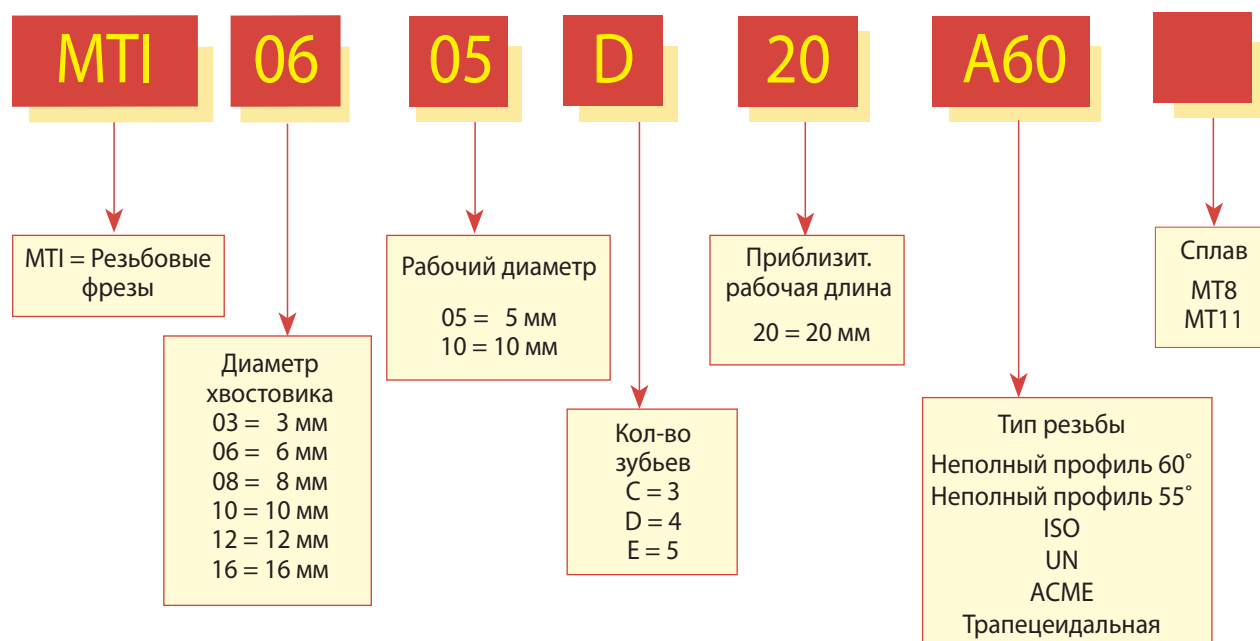 MTI 06 05 D 20 A60
MTI = Резьбовые
фрезы
Диаметр
хвостовика
03 = 3 мм
06 = 6 мм
08 = 8 мм
10 = 10 мм
12 = 12 мм
16 = 16 мм
Рабочий диаметр
05 = 5 мм
10 = 10 мм
Кол-во
зубьев
C = 3
D = 4
E = 5
Приблизит.
рабочая длина
20 = 20 мм
Тип резьбы
Неполный профиль 60°
Неполный профиль 55°
ISO
UN
ACME
Трапецеидальная
Сплав
MT8
MT11